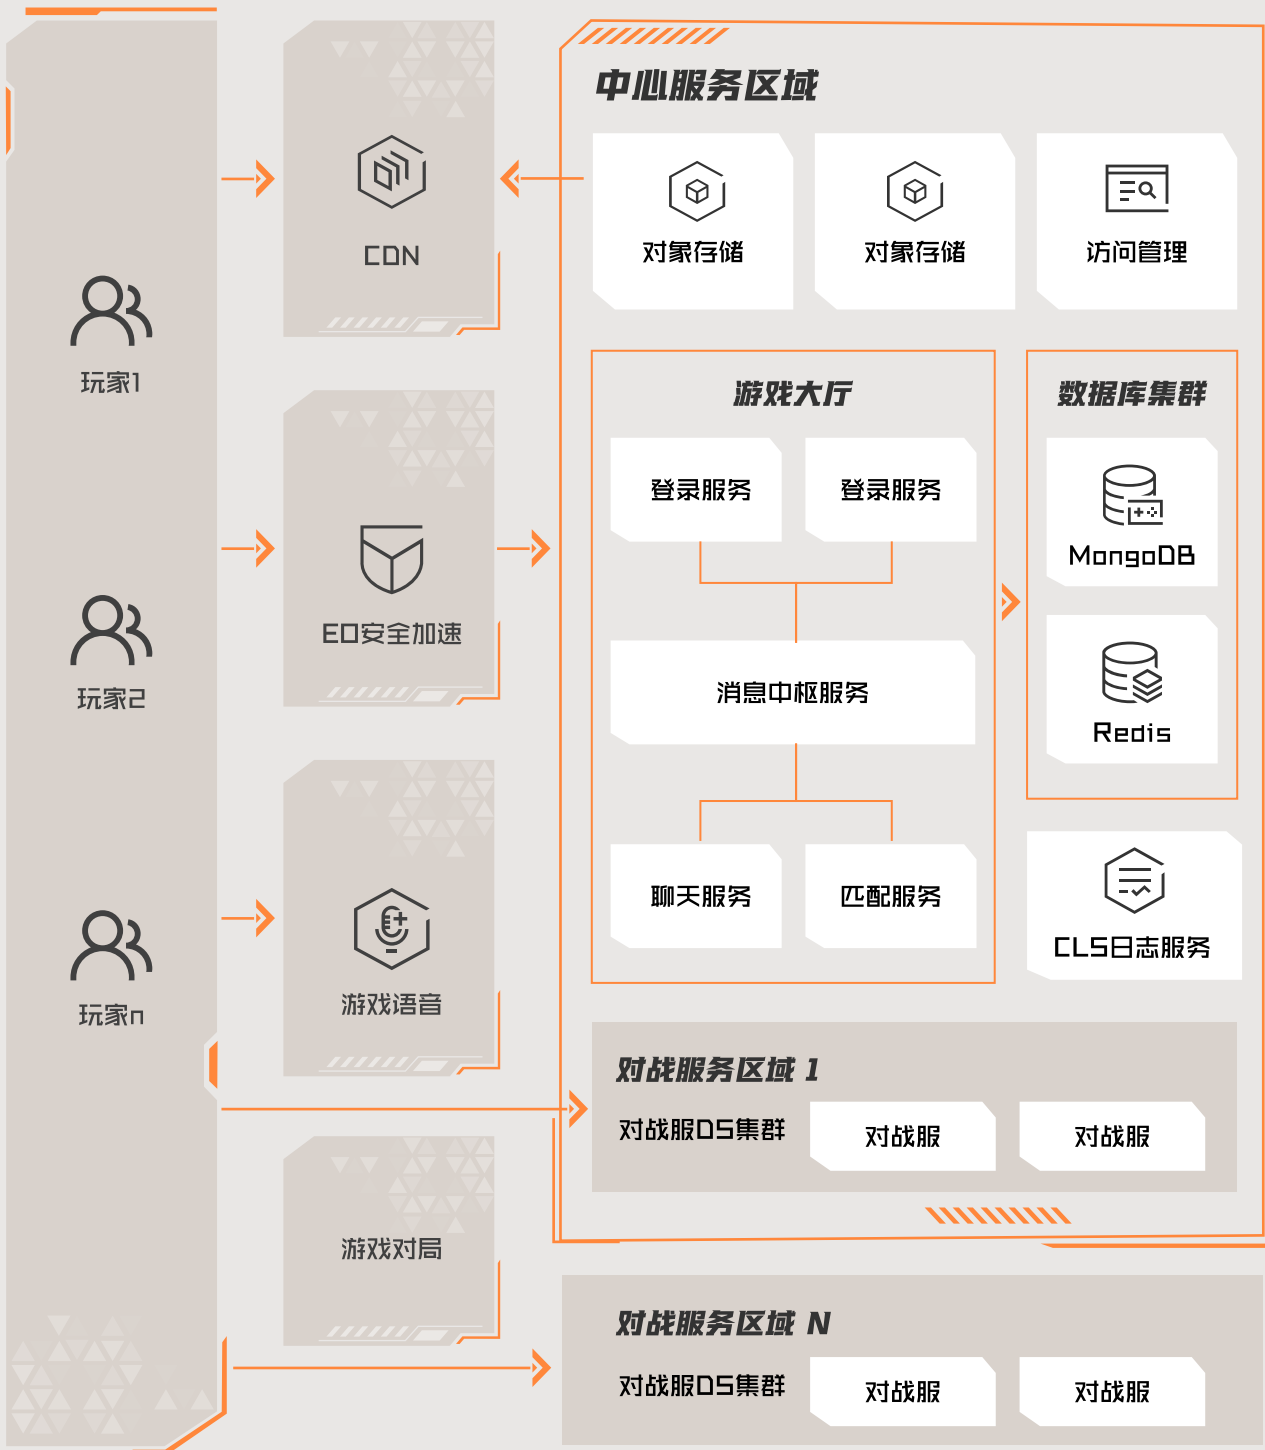 玩家1
玩家2
玩家n
CDN
EO安全加速
游戏语音
游戏对局
中心服务区域
对象存储
对象存储
访问管理
游戏大厅
登录服务
登录服务
消息中枢服务
聊天服务
匹配服务
数据库集群
MongoDB
Redis
CLS日志服务
对战服务区域 1
对战服DS集群
对战服
对战服
对战服务区域 N
对战服DS集群
对战服
对战服